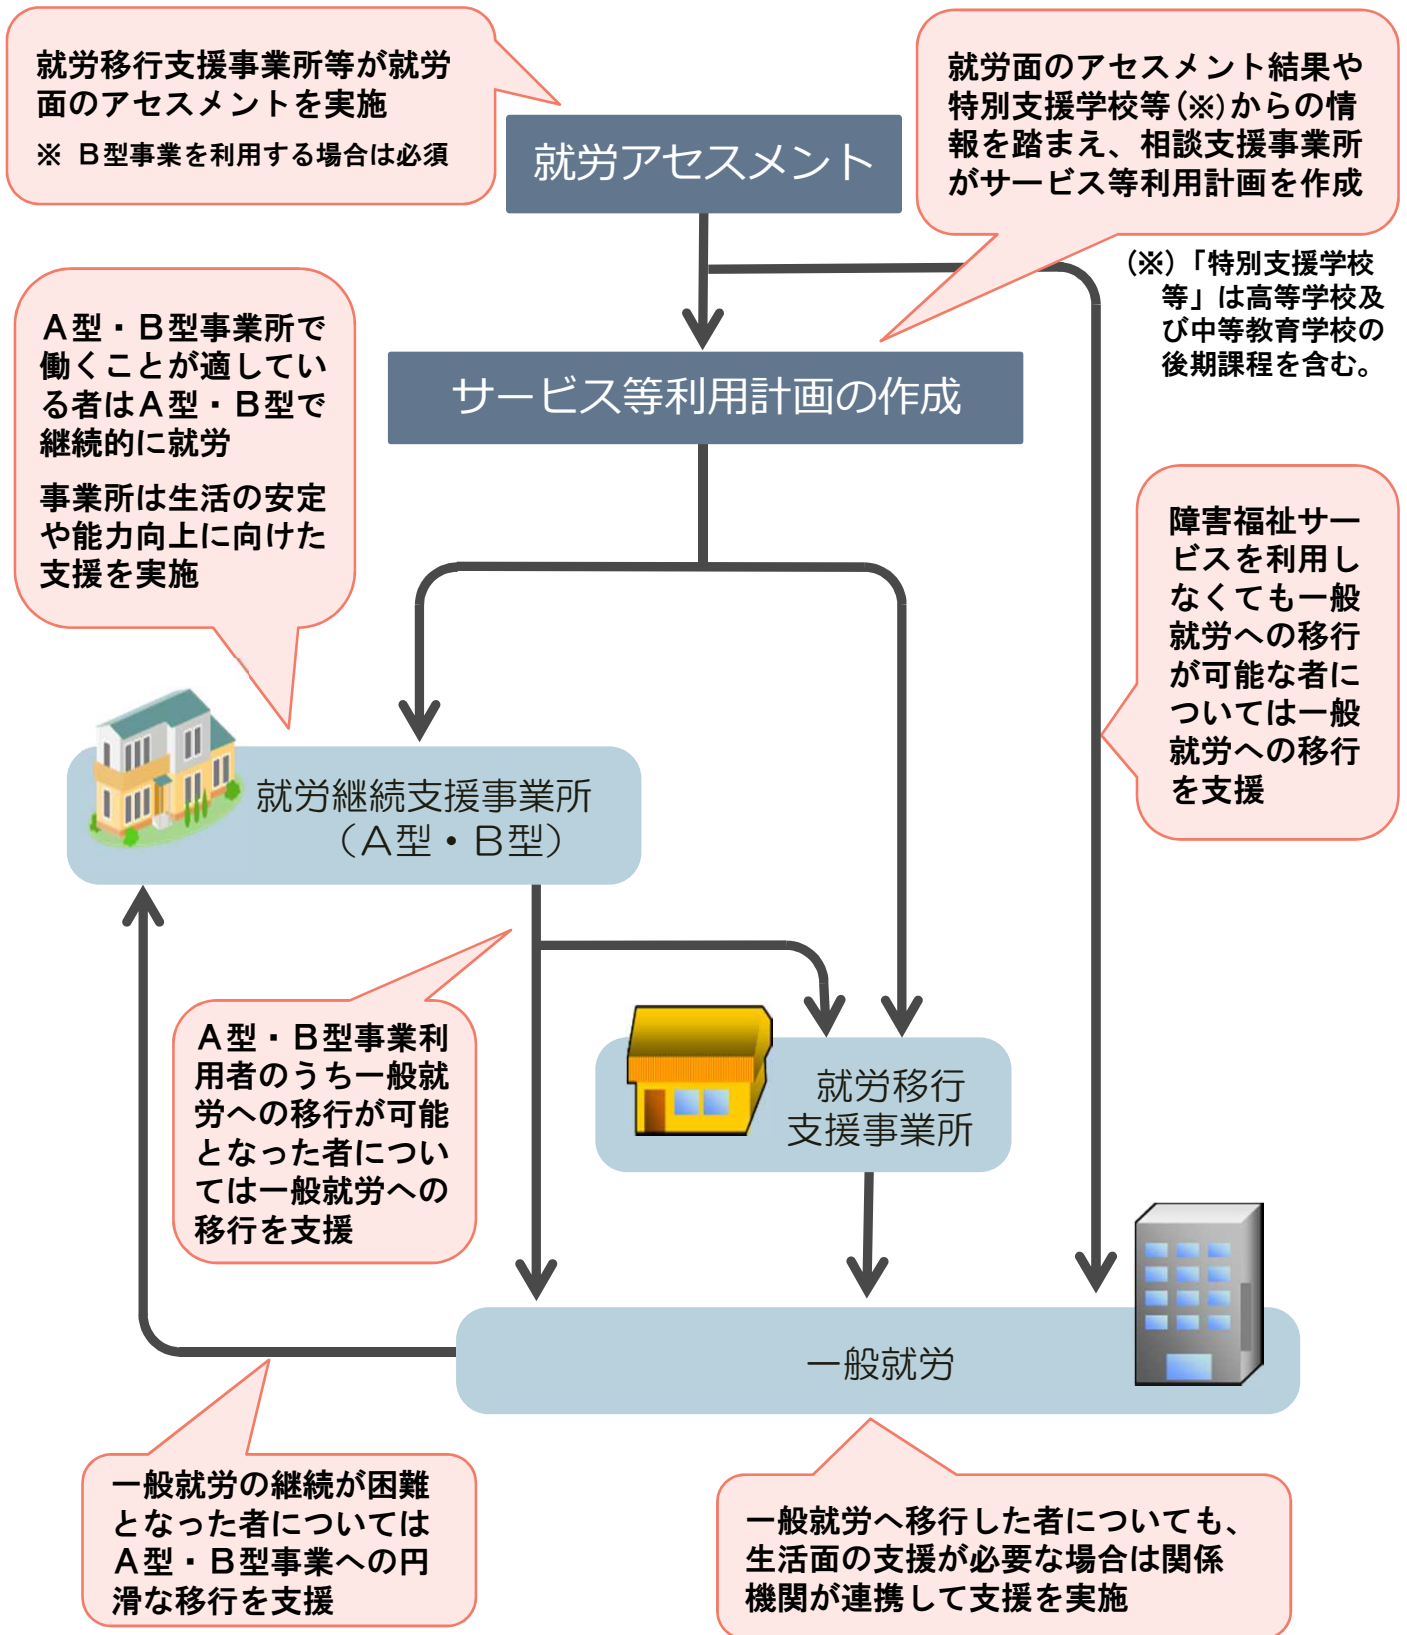 就労移行支援事業所等が就労
面のアセスメントを実施
※ Ｂ型事業を利用する場合は必須
就労アセスメント
就労面のアセスメント結果や
特別支援学校等(※)からの情
報を踏まえ、相談支援事業所
がサービス等利用計画を作成
(※)「特別支援学校
等」は高等学校及
び中等教育学校の
後期課程を含む。
サービス等利用計画の作成
Ａ型・Ｂ型事業所で
働くことが適してい
る者はＡ型・Ｂ型で
継続的に就労
事業所は生活の安定
や能力向上に向けた
支援を実施
障害福祉サー
ビスを利用し
なくても一般
就労への移行
が可能な者に
ついては一般
就労への移行
を支援
就労継続支援事業所
（Ａ型・Ｂ型）
Ａ型・Ｂ型事業利
用者のうち一般就
労への移行が可能
となった者につい
ては一般就労への
移行を支援
就労移行
支援事業所
一般就労
一般就労の継続が困難
となった者については
Ａ型・Ｂ型事業への円
滑な移行を支援
一般就労へ移行した者についても、
生活面の支援が必要な場合は関係
機関が連携して支援を実施